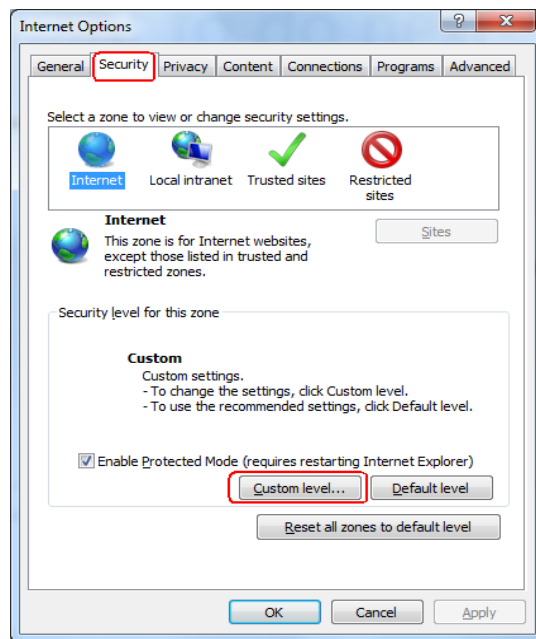 Internet Options
?
X
General Security Privacy Content Connections Programs Advanced
Select a zone to view or change security settings.
Internet Local intranet Trusted sites Restricted
sites
Internet
Sites
This zone is for Internet websites,
except those listed in trusted and
restricted zones.
Security level for this zone
Custom
Custom settings.
- To change the settings, click Custom level.
- To use the recommended settings, click Default level.
Enable Protected Mode (requires restarting Internet Explorer)
Custom level... Default level
Reset all zones to default level
OK Cancel Apply